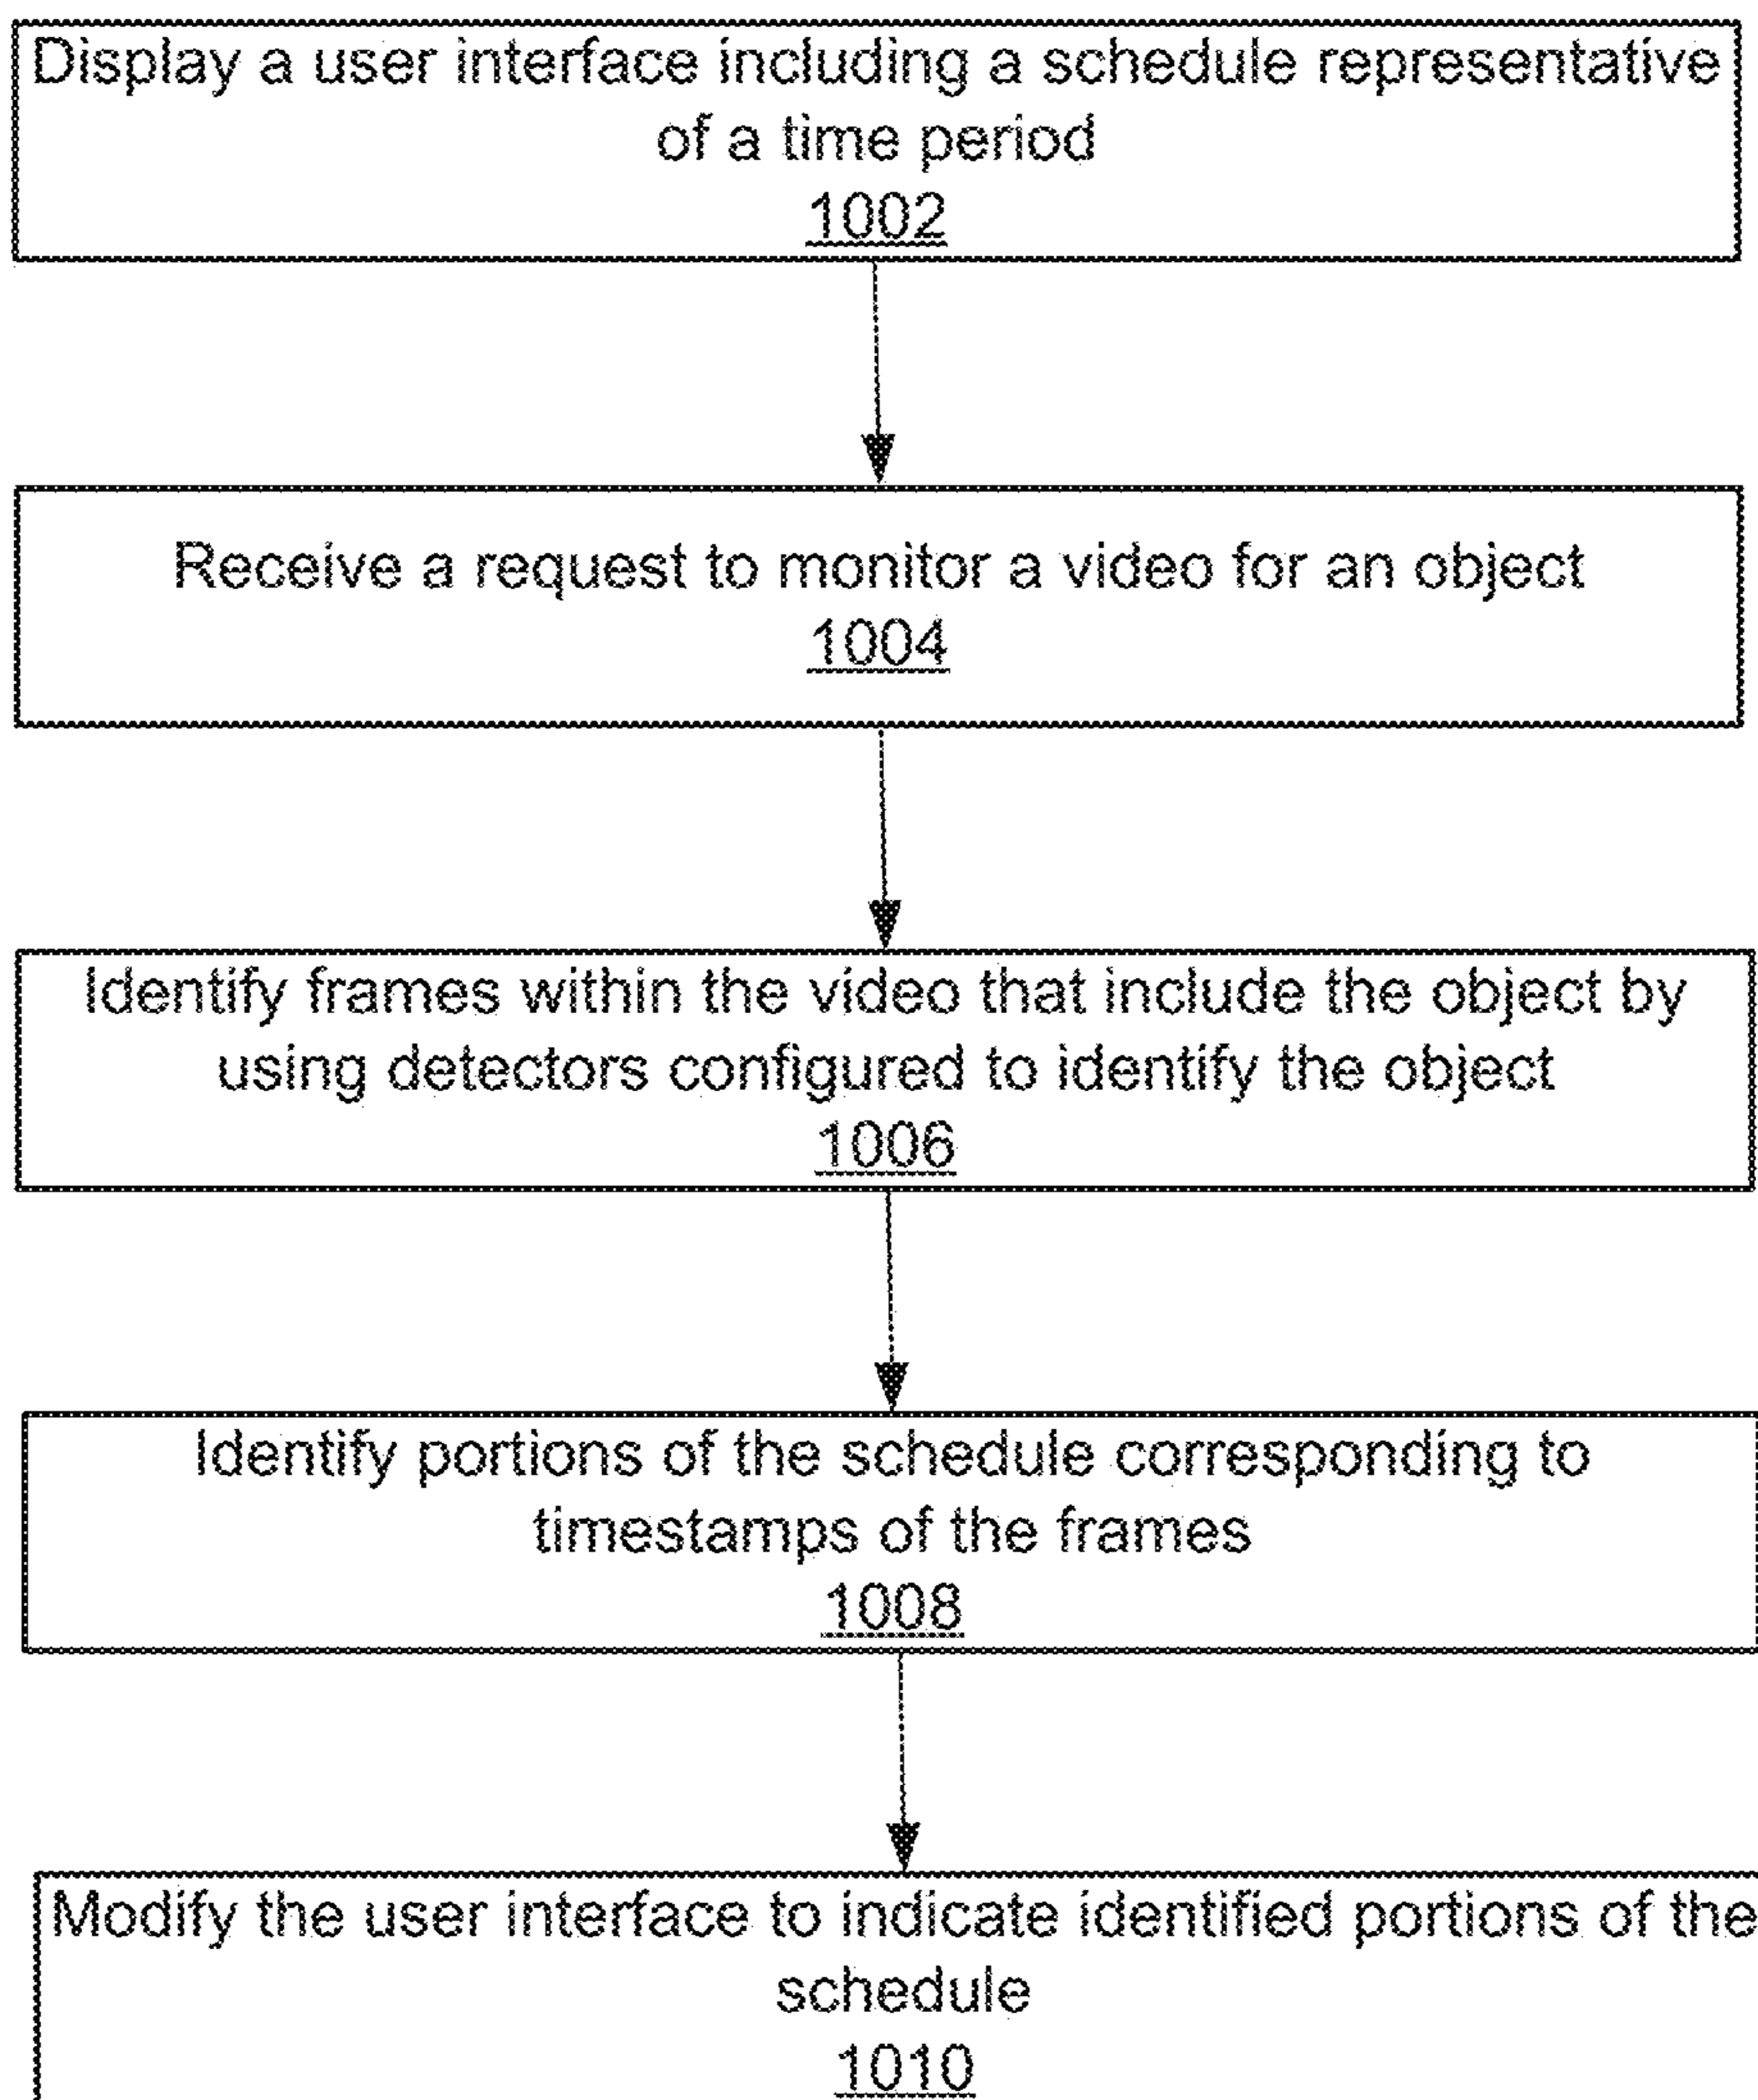 Display a user interface including a schedule representative
of a time period
1002
Receive a request to monitor a video for an object
1004
Identify frames within the video that include the object by
using detectors configured to identify the object
1006
Identify portions of the schedule corresponding to
timestamps of the frames
1008
Modify the user interface to indicate identified portions of the
schedule
1010